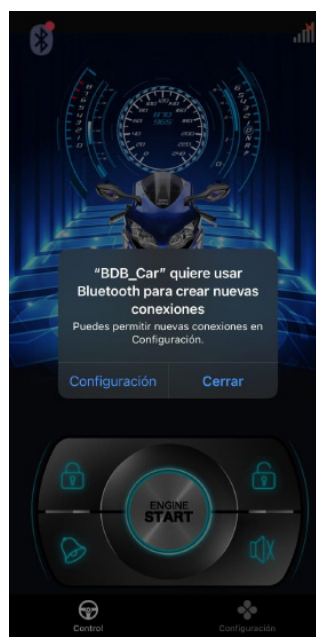 “BDB_Car” quiere usar
Bluetooth para crear nuevas
conexiones
Puedes permitir nuevas conexiones en
Configuración.
Configuración
Cerrar
ENGINE
START
Control
Configuración